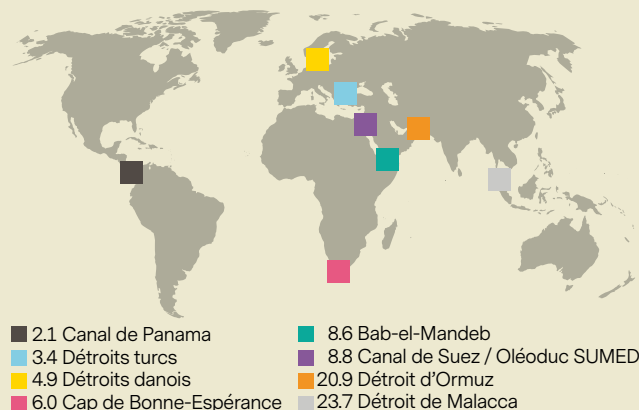 2.1 Canal de Panama
3.4 Détroits turcs
4.9 Détroits danois
6.0 Cap de Bonne-Espérance
8.6 Bab-el-Mandeb
8.8 Canal de Suez / Oléoduc SUMED
20.9 Détroit d'Ormuz
23.7 Détroit de Malacca